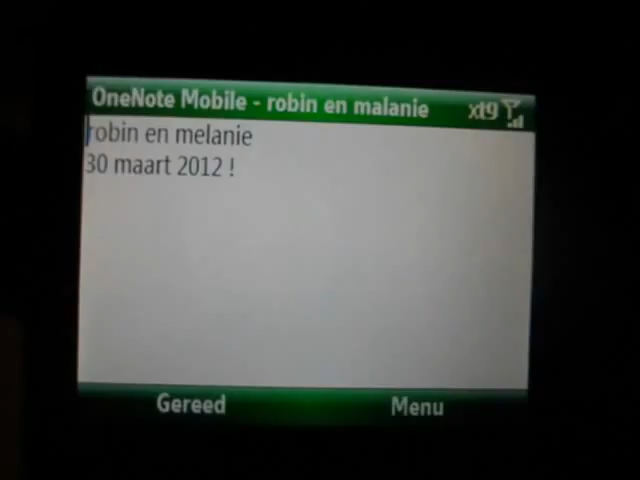 OneNote Mobile - robin en malanie
robin en melanie
30 maart 2012 !
Gereed Menu